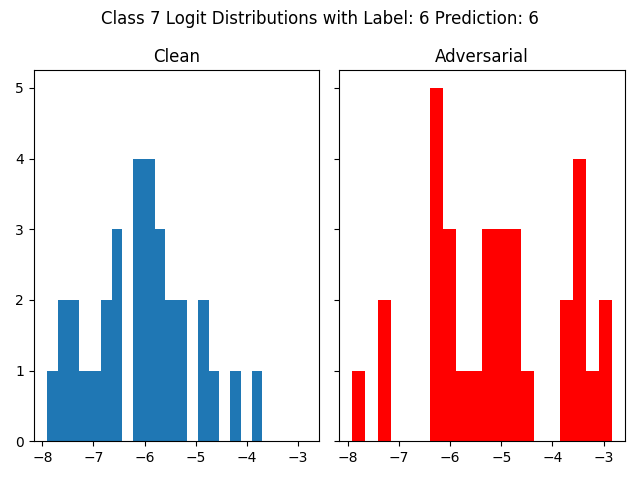 Class 7 Logit Distributions with Label: 6 Prediction: 6
Clean
Adversarial
5
4
3
2
1
0
−8 −7 −6 −5 −4 −3
−8 −7 −6 −5 −4 −3